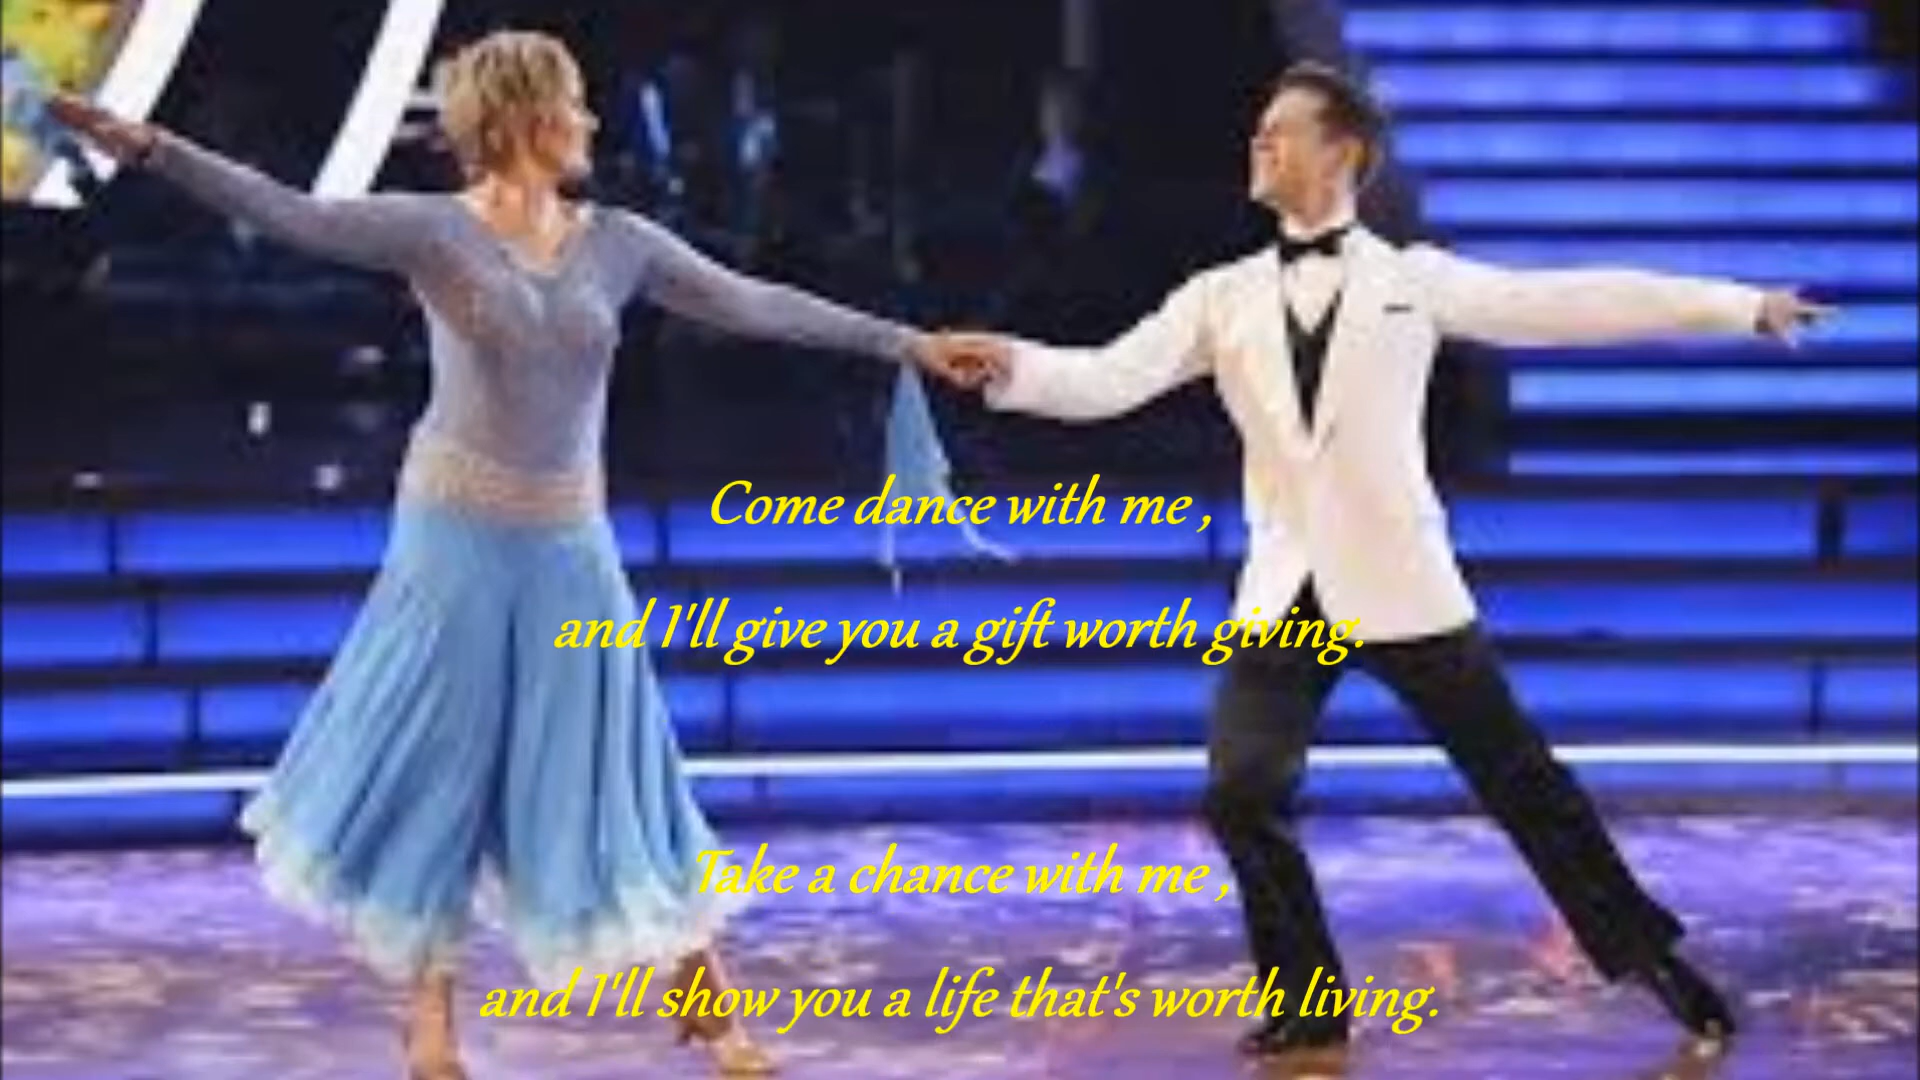 Come dance with me ,
and I'll give you a gift worth giving.
Take a chance with me ,
and I'll show you a life that's worth living.